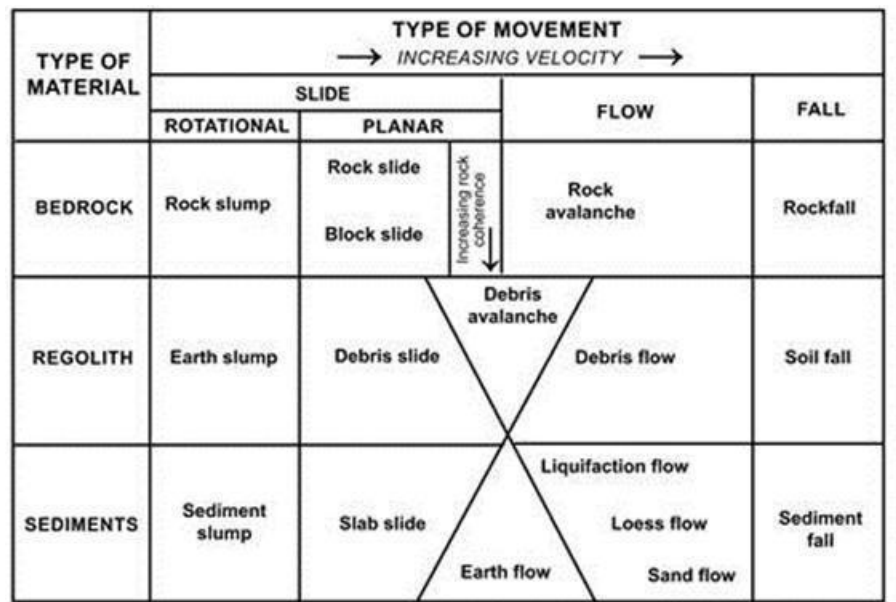 TYPE OF MATERIAL
TYPE OF MOVEMENT
INCREASING VELOCITY
SLIDE
FLOW
FALL
ROTATIONAL
PLANAR
BEDROCK
Rock slump
Rock slide
Block slide
Increasing rock
coherence
Rock
avalanche
Rockfall
REGOLITH
Earth slump
Debris slide
Debris
avalanche
Debris flow
Soil fall
SEDIMENTS
Sediment
slump
Slab slide
Earth flow
Liquifaction flow
Loess flow
Sand flow
Sediment
fall